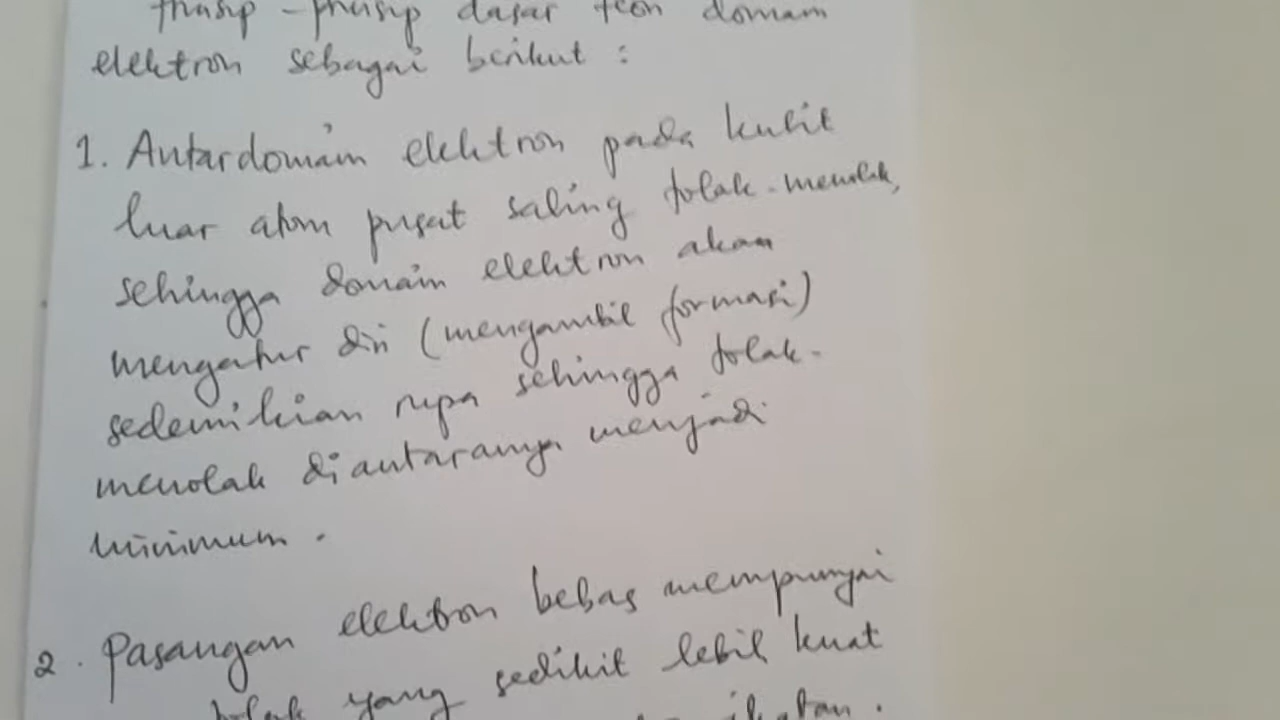 Prinsip-prinsip dasar teori domain
elektron sebagai berikut :
1. Antardomain elektron pada kulit
luar atom pusat saling tolak-menolak,
sehingga domain elektron akan
mengatur diri (mengambil formasi)
sedemikian rupa sehingga tolak-
menolak diantaranya menjadi
minimum.
2. Pasangan elektron bebas mempunyai
tolak yang sedikit lebih kuat
ikatan.